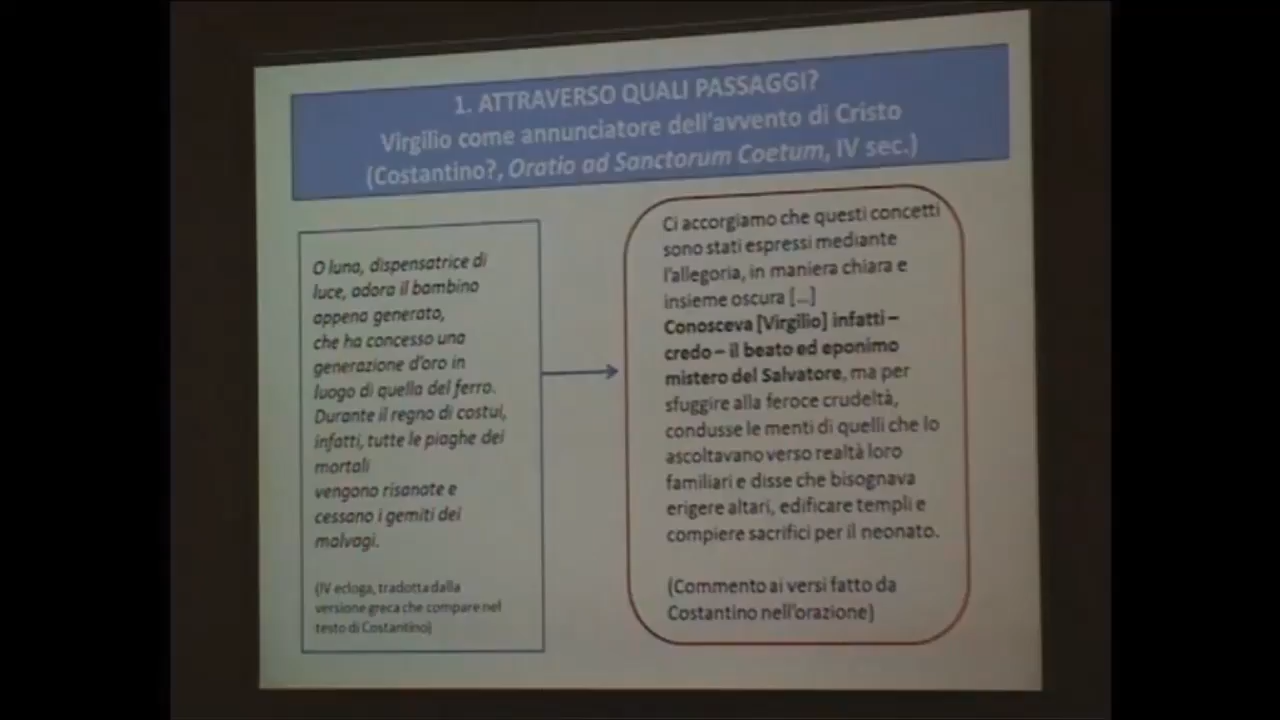 1. ATTRAVERSO QUALI PASSAGGI?
Virgilio come annunciatore dell'avvento di Cristo
(Costantino?, Oratio ad Sanctorum Coetum, IV sec.)
O luna, dispensatrice di
luce, adora il bambino
appena generato,
che ha concesso una
generazione d'oro in
luogo di quella del ferro.
Durante il regno di costui,
infatti, tutte le piaghe dei
mortali
vengono risanate e
cessano i gemiti dei
malvagi.
(IV ecloga, tradotta dalla
versione greca che compare nel
testo di Costantino)
Ci accorgiamo che questi concetti
sono stati espressi mediante
l'allegoria, in maniera chiara e
insieme oscura [...]
Conosceva [Virgilio] infatti –
credo – il beato ed eponimo
mistero del Salvatore, ma per
sfuggire alla feroce crudeltà,
condusse le menti di quelli che lo
ascoltavano verso realtà loro
familiari e disse che bisognava
erigere altari, edificare templi e
compiere sacrifici per il neonato.
(Commento ai versi fatto da
Costantino nell'orazione)